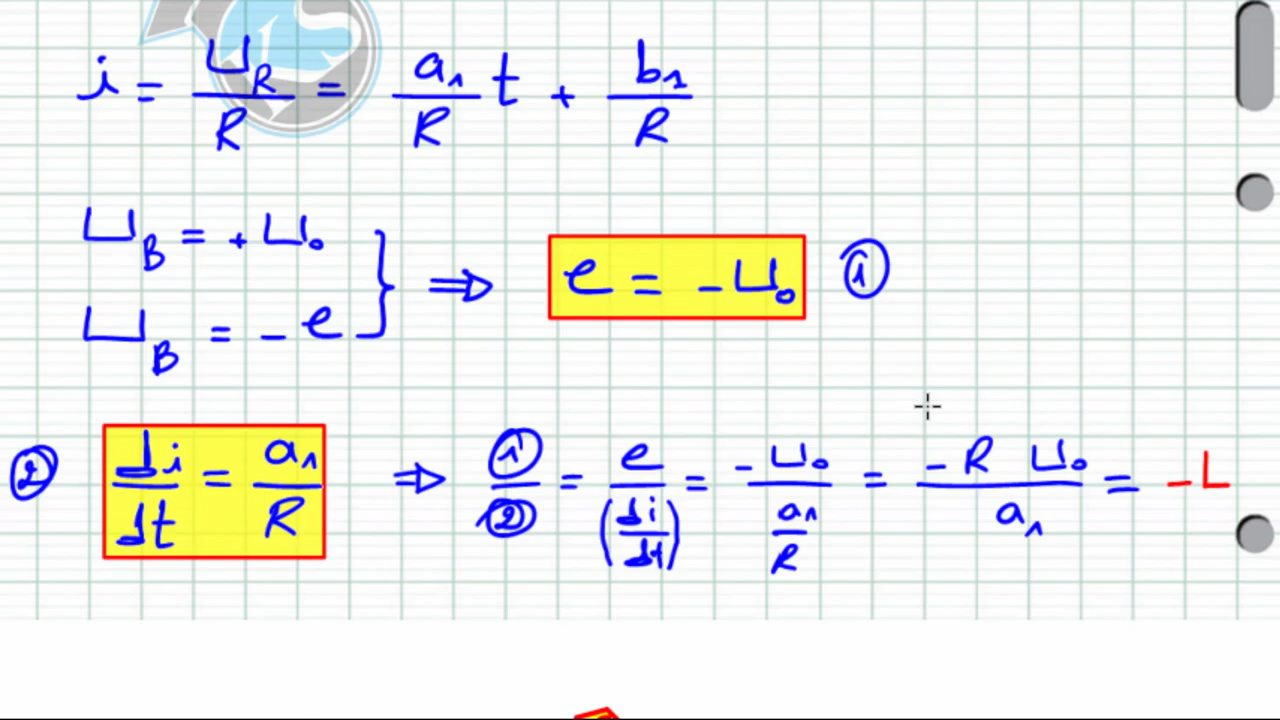 i = U_R / R = a₁/R t + b₁/R
U_B = + U₀
U_B = - e
⇒ e = - U₀ ①
② di/dt = a₁/R ⇒ ①/② = e/(di/dt) = - U₀/(a₁/R) = - R U₀/a₁ = - L